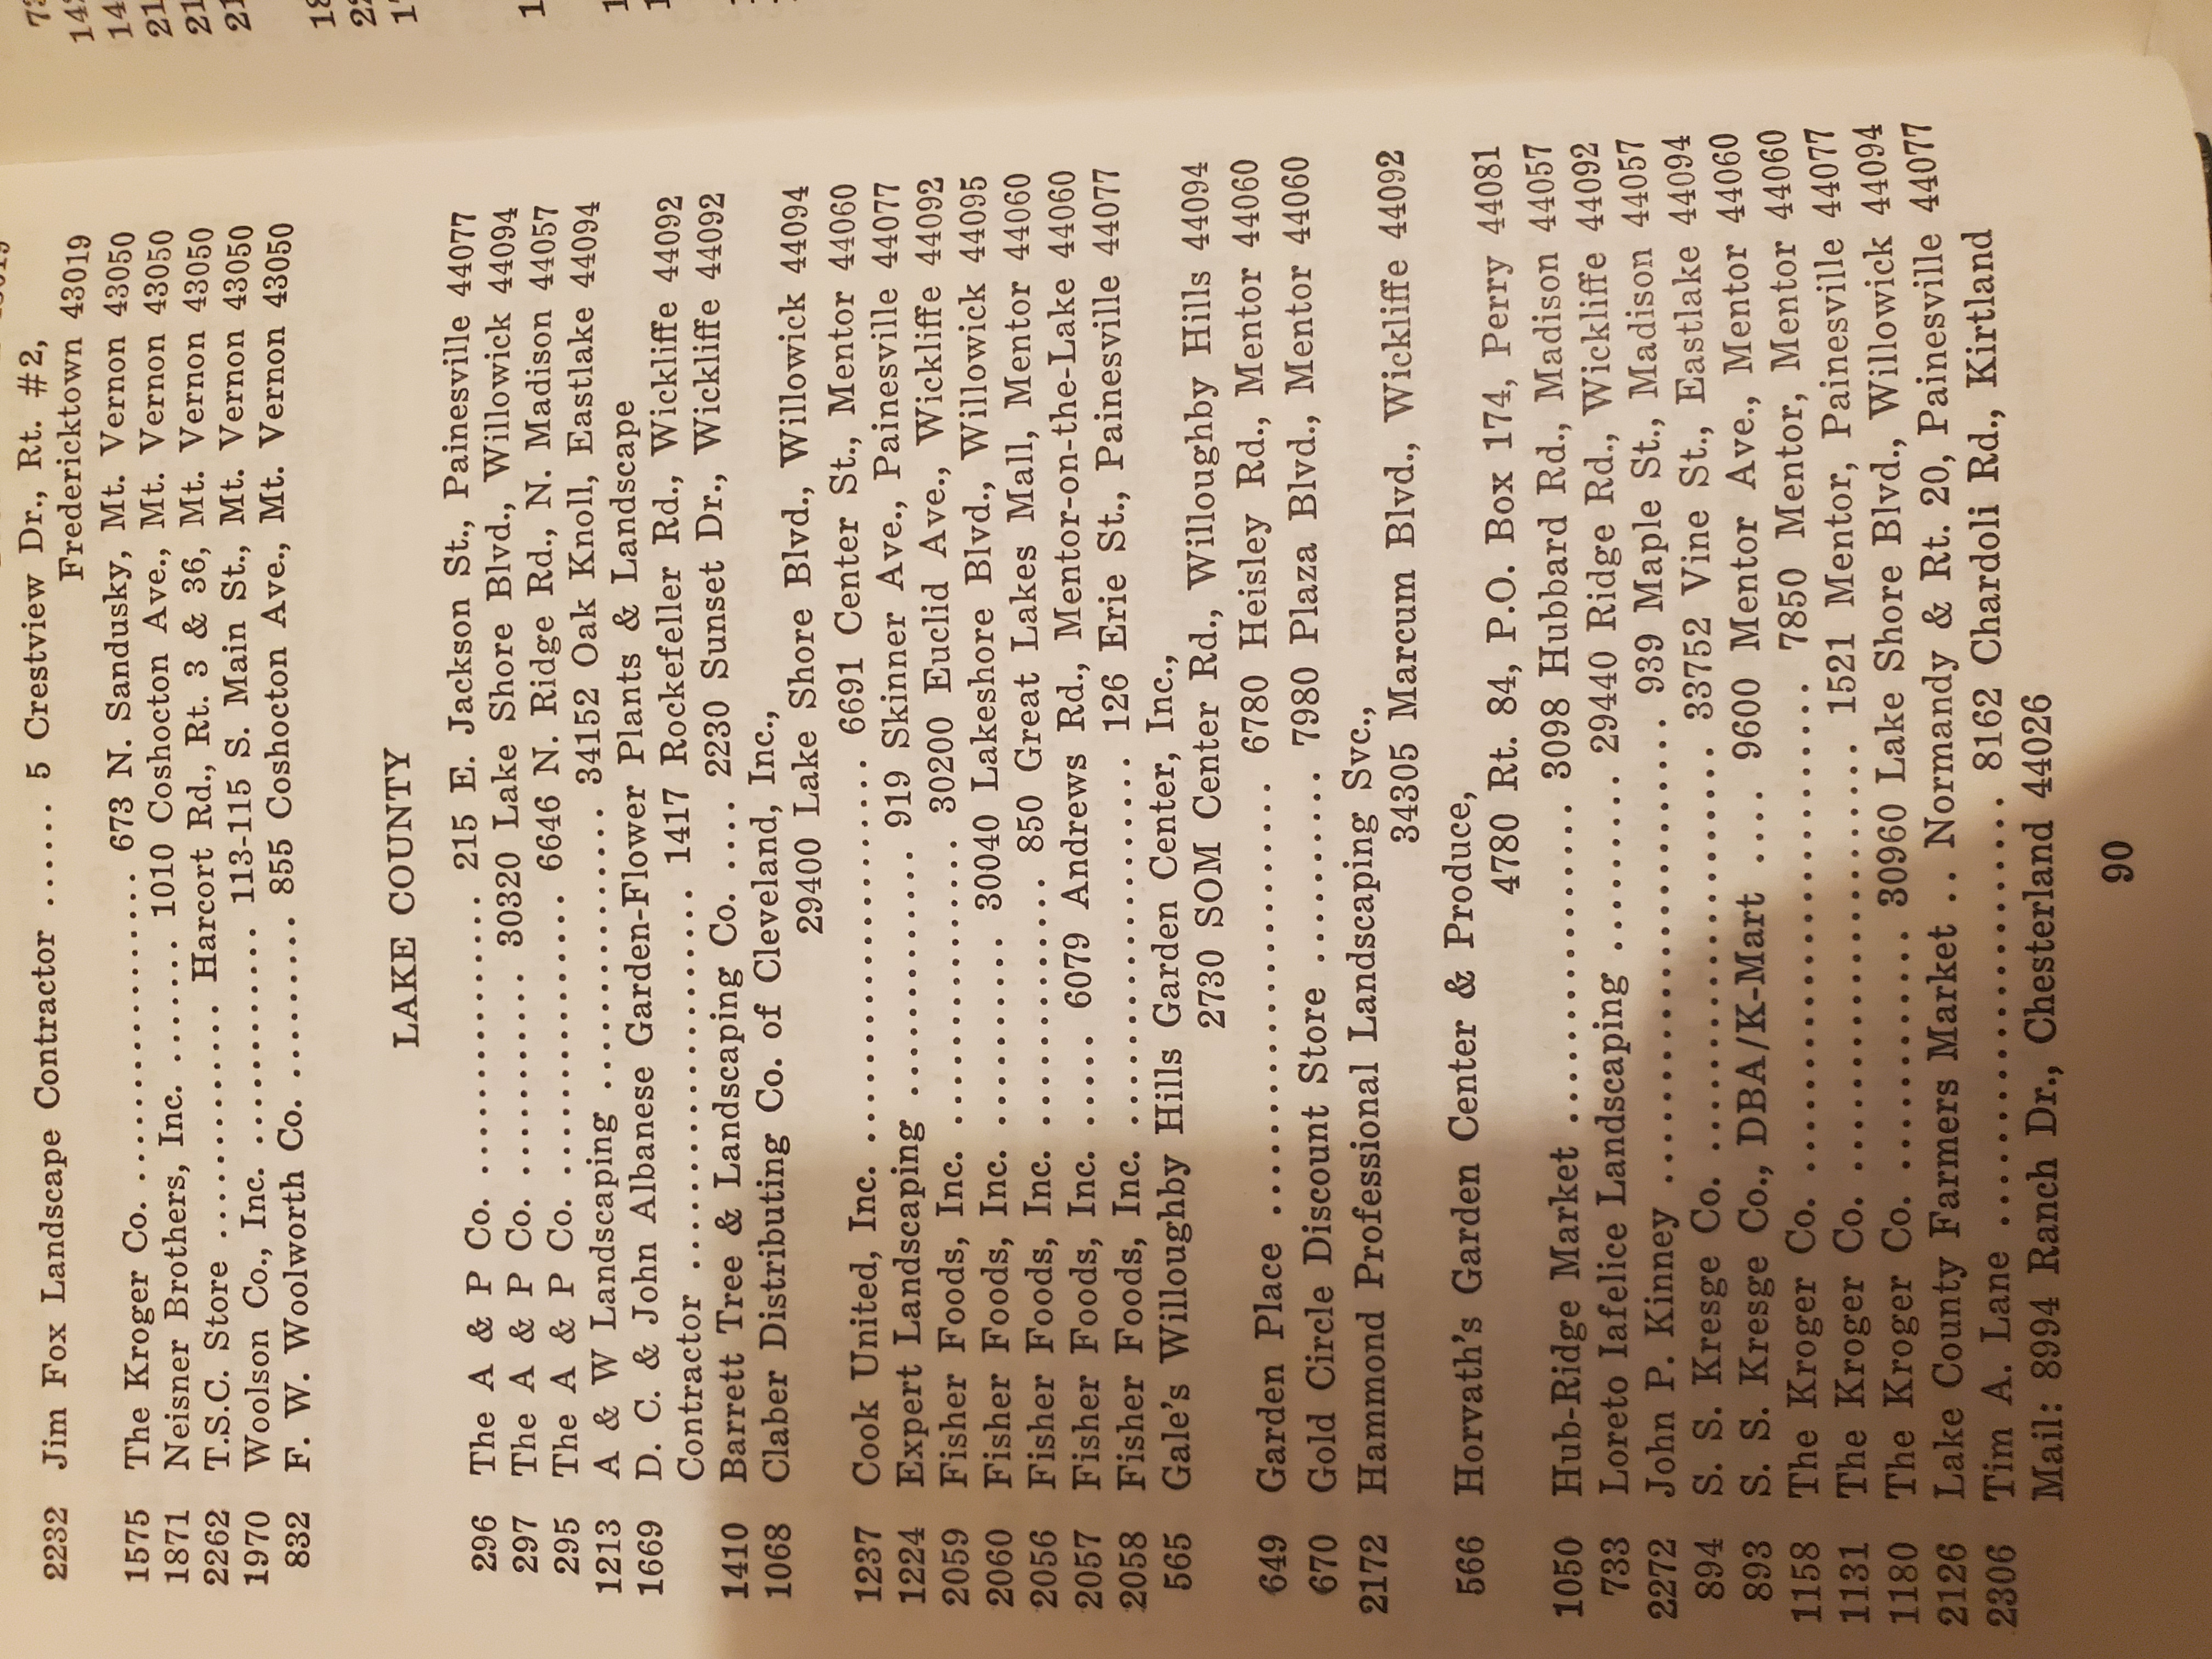 2232 Jim Fox Landscape Contractor ...... 5 Crestview Dr., Rt. #2,
Fredericktown 43019
1575 The Kroger Co. .................. 673 N. Sandusky, Mt. Vernon 43050
1871 Neisner Brothers, Inc. ....... 1010 Coshocton Ave., Mt. Vernon 43050
2262 T.S.C. Store ............... Harcort Rd., Rt. 3 & 36, Mt. Vernon 43050
1970 Woolson Co., Inc. ............. 113-115 S. Main St., Mt. Vernon 43050
832 F. W. Woolworth Co. .......... 855 Coshocton Ave., Mt. Vernon 43050
LAKE COUNTY
296 The A & P Co. ................ 215 E. Jackson St., Painesville 44077
297 The A & P Co. ............ 30320 Lake Shore Blvd., Willowick 44094
295 The A & P Co. ................ 6646 N. Ridge Rd., N. Madison 44057
1213 A & W Landscaping ................ 34152 Oak Knoll, Eastlake 44094
1669 D. C. & John Albanese Garden-Flower Plants & Landscape
Contractor ....................... 1417 Rockefeller Rd., Wickliffe 44092
1410 Barrett Tree & Landscaping Co. .... 2230 Sunset Dr., Wickliffe 44092
1068 Claber Distributing Co. of Cleveland, Inc.,
29400 Lake Shore Blvd., Willowick 44094
1237 Cook United, Inc. ...................... 6691 Center St., Mentor 44060
1224 Expert Landscaping .............. 919 Skinner Ave., Painesville 44077
2059 Fisher Foods, Inc. ................ 30200 Euclid Ave., Wickliffe 44092
2060 Fisher Foods, Inc. .......... 30040 Lakeshore Blvd., Willowick 44095
2056 Fisher Foods, Inc. .............. 850 Great Lakes Mall, Mentor 44060
2057 Fisher Foods, Inc. ..... 6079 Andrews Rd., Mentor-on-the-Lake 44060
2058 Fisher Foods, Inc. ................... 126 Erie St., Painesville 44077
565 Gale's Willoughby Hills Garden Center, Inc.,
2730 SOM Center Rd., Willoughby Hills 44094
649 Garden Place ......................... 6780 Heisley Rd., Mentor 44060
670 Gold Circle Discount Store ........... 7980 Plaza Blvd., Mentor 44060
2172 Hammond Professional Landscaping Svc.,
34305 Marcum Blvd., Wickliffe 44092
566 Horvath's Garden Center & Produce,
4780 Rt. 84, P.O. Box 174, Perry 44081
1050 Hub-Ridge Market ................... 3098 Hubbard Rd., Madison 44057
733 Loreto Iafelice Landscaping ......... 29440 Ridge Rd., Wickliffe 44092
2272 John P. Kinney .......................... 939 Maple St., Madison 44057
894 S. S. Kresge Co. ...................... 33752 Vine St., Eastlake 44094
893 S. S. Kresge Co., DBA/K-Mart .... 9600 Mentor Ave., Mentor 44060
1158 The Kroger Co. .......................... 7850 Mentor, Mentor 44060
1131 The Kroger Co. ...................... 1521 Mentor, Painesville 44077
1180 The Kroger Co. ............. 30960 Lake Shore Blvd., Willowick 44094
2126 Lake County Farmers Market .. Normandy & Rt. 20, Painesville 44077
2306 Tim A. Lane ...................... 8162 Chardoli Rd., Kirtland
Mail: 8994 Ranch Dr., Chesterland 44026
90